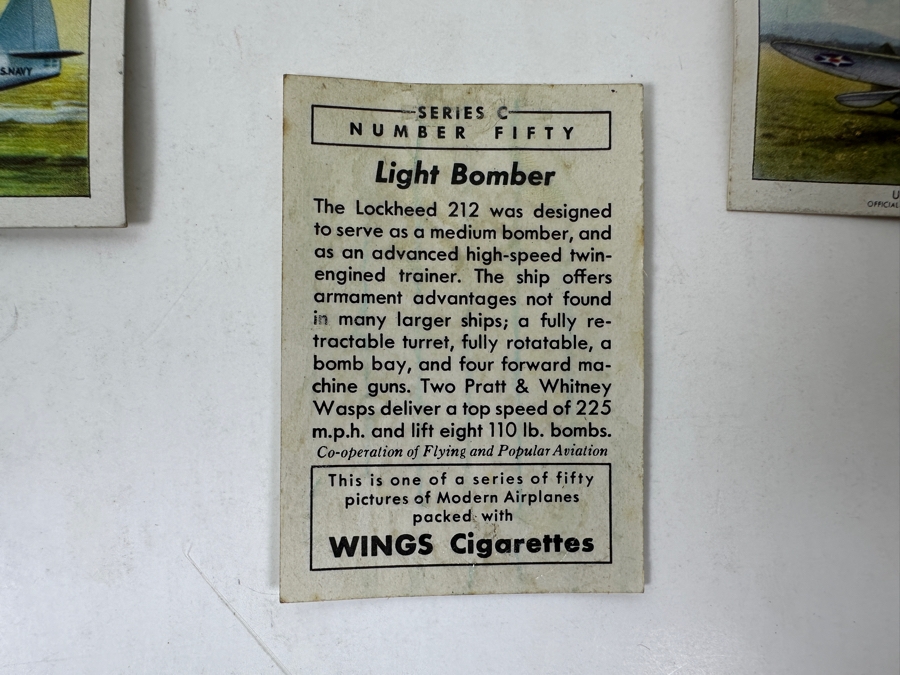 S.NAVY
SERIES C
NUMBER FIFTY
Light Bomber
The Lockheed 212 was designed
to serve as a medium bomber, and
as an advanced high-speed twin-
engined trainer. The ship offers
armament advantages not found
in many larger ships; a fully re-
tractable turret, fully rotatable, a
bomb bay, and four forward ma-
chine guns. Two Pratt & Whitney
Wasps deliver a top speed of 225
m.p.h. and lift eight 110 lb. bombs.
Co-operation of Flying and Popular Aviation
This is one of a series of fifty
pictures of Modern Airplanes
packed with
WINGS Cigarettes
U
OFFICIAL